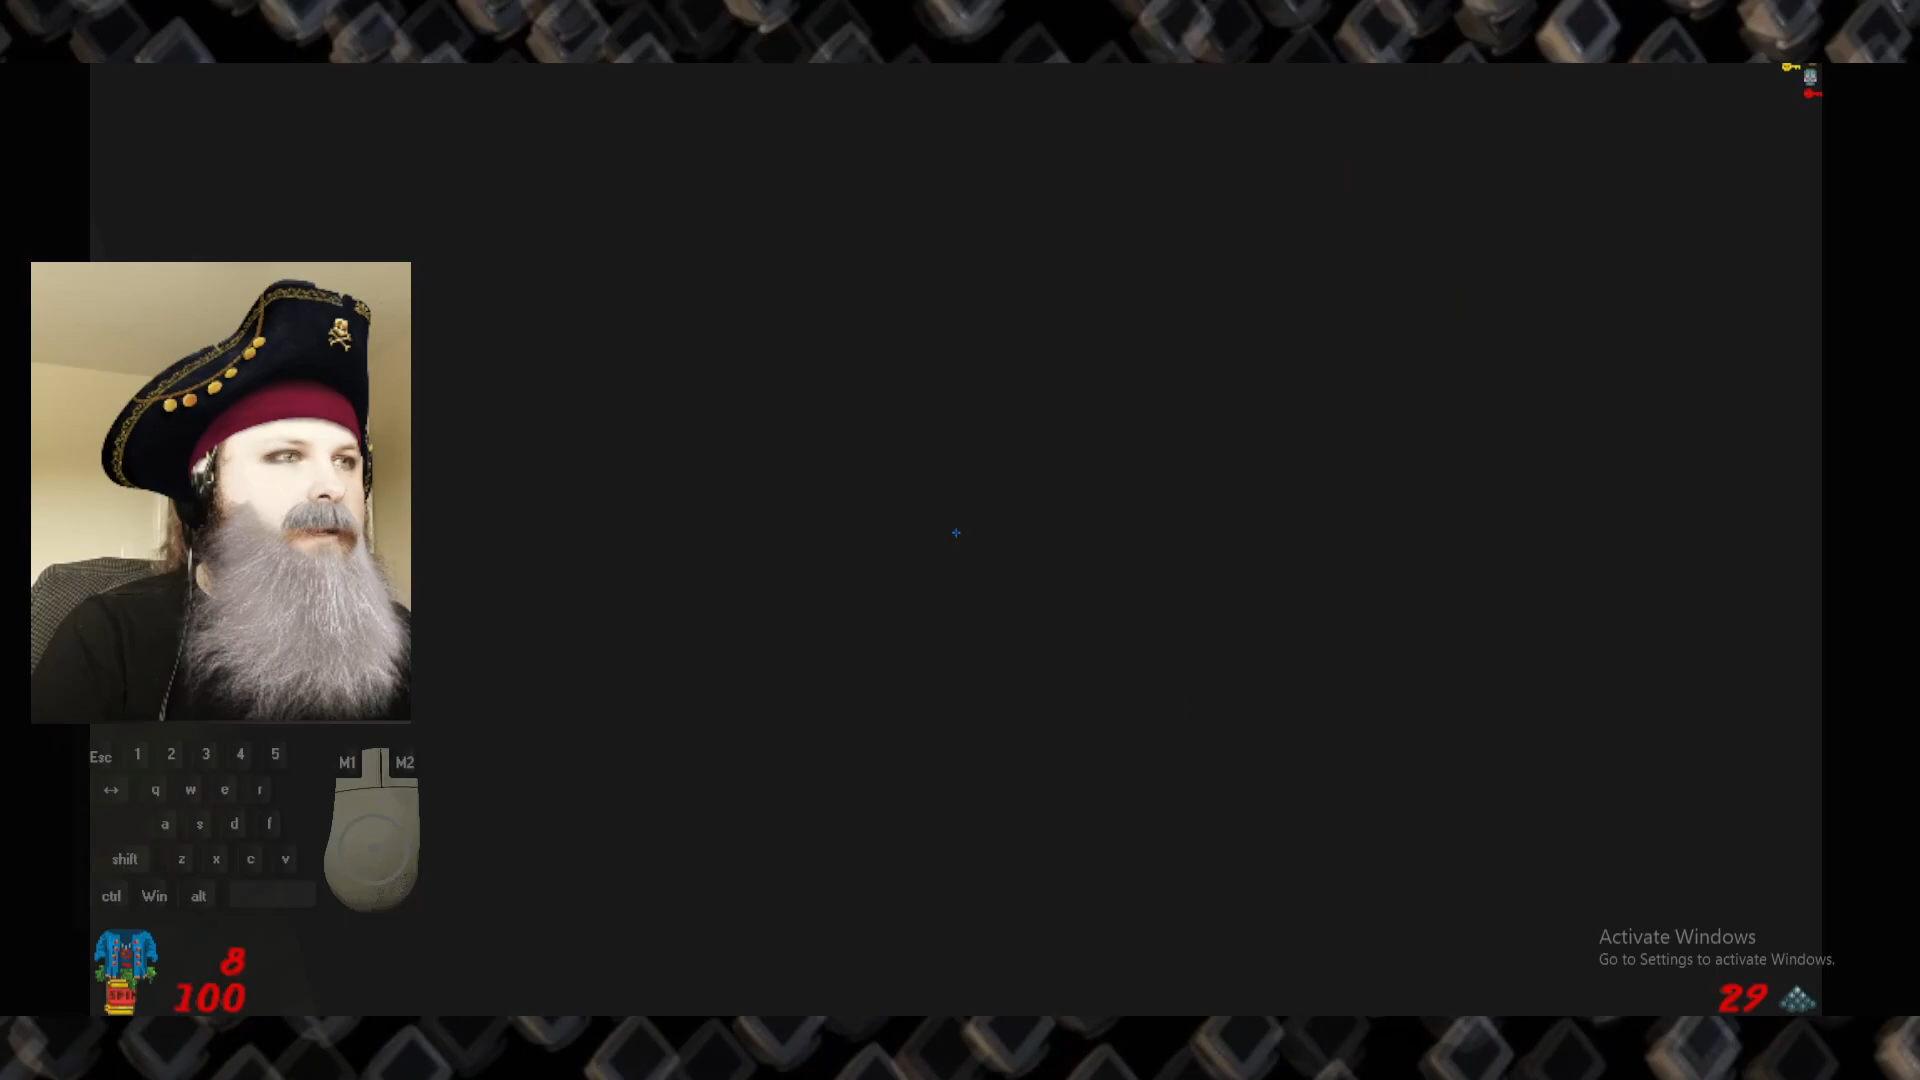 Esc 1 2 3 4 5
↔ q w e r
a s d f
shift z x c v
ctrl Win alt
M1 M2
8
100
Activate Windows
Go to Settings to activate Windows.
29